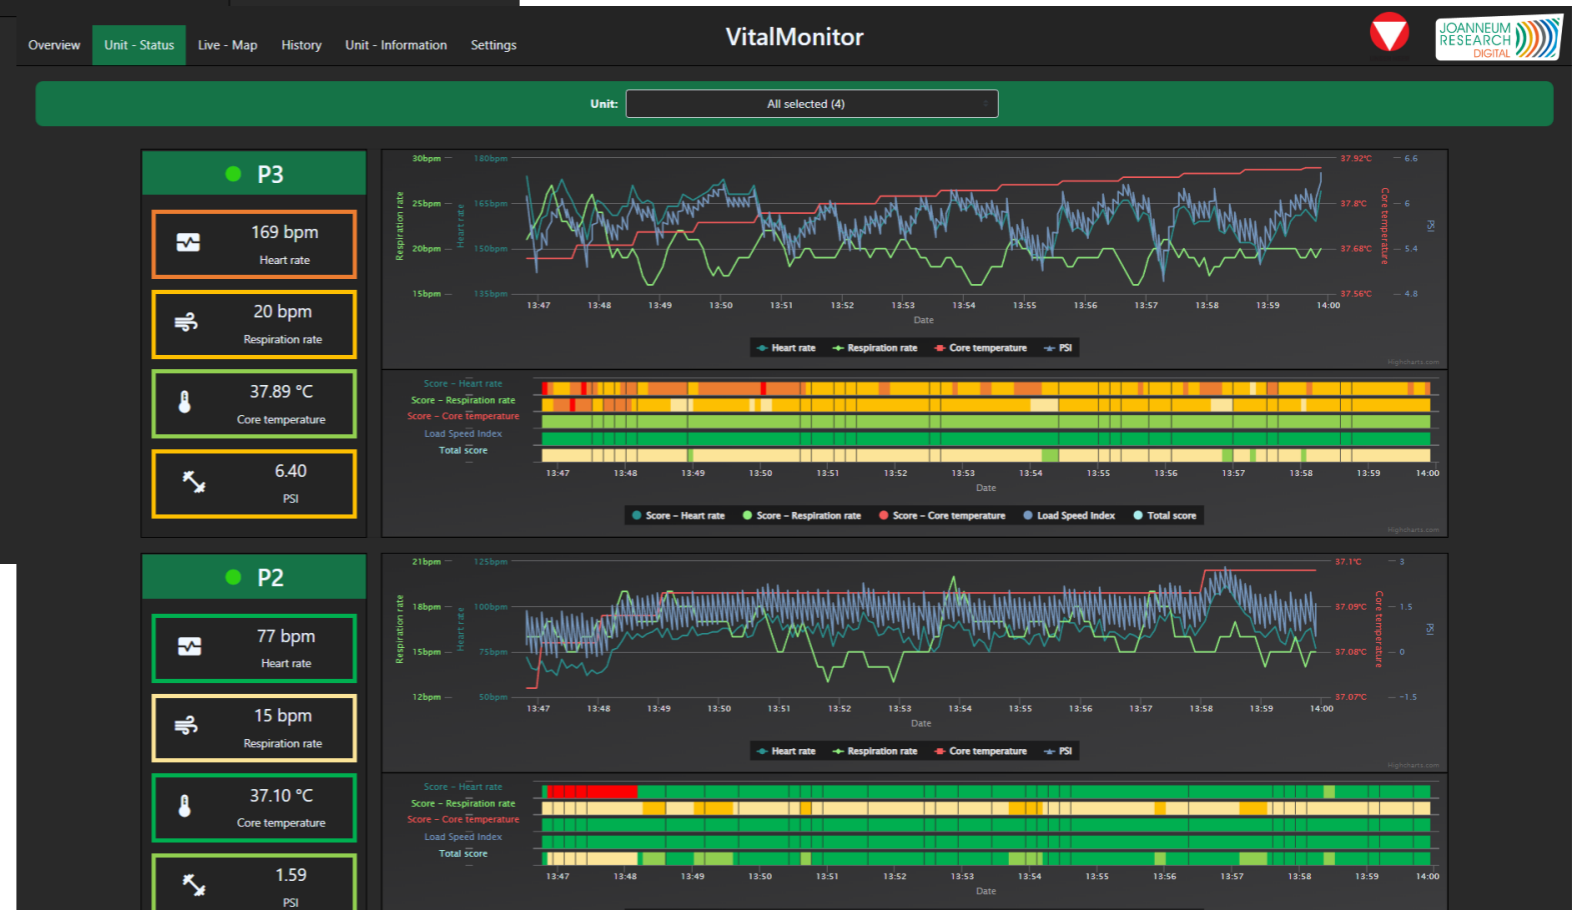 VitalMonitor
Overview Unit - Status Live - Map History Unit - Information Settings
JOANNEUM
RESEARCH
DIGITAL
Unit: All selected (4)
P3
169 bpm
Heart rate
20 bpm
Respiration rate
37.89 °C
Core temperature
6.40
PSI
30bpm 180bpm 37.92°C 6.6
25bpm 165bpm 37.8°C 6
20bpm 150bpm 37.68°C 5.4
15bpm 135bpm 37.56°C 4.8
Respiration rate
Heart rate
Core temperature
PSI
13:47 13:48 13:49 13:50 13:51 13:52 13:53 13:54 13:55 13:56 13:57 13:58 13:59 14:00
Date
Heart rate Respiration rate Core temperature PSI
Highcharts.com
Score – Heart rate
Score – Respiration rate
Score – Core temperature
Load Speed Index
Total score
13:47 13:48 13:49 13:50 13:51 13:52 13:53 13:54 13:55 13:56 13:57 13:58 13:59 14:00
Date
Score – Heart rate Score – Respiration rate Score – Core temperature Load Speed Index Total score
Highcharts.com
P2
77 bpm
Heart rate
15 bpm
Respiration rate
37.10 °C
Core temperature
1.59
PSI
21bpm 125bpm 37.1°C 3
18bpm 100bpm 37.09°C 1.5
15bpm 75bpm 37.08°C 0
12bpm 50bpm 37.07°C −1.5
Respiration rate
Heart rate
Core temperature
PSI
13:47 13:48 13:49 13:50 13:51 13:52 13:53 13:54 13:55 13:56 13:57 13:58 13:59 14:00
Date
Heart rate Respiration rate Core temperature PSI
Highcharts.com
Score – Heart rate
Score – Respiration rate
Score – Core temperature
Load Speed Index
Total score
13:47 13:48 13:49 13:50 13:51 13:52 13:53 13:54 13:55 13:56 13:57 13:58 13:59 14:00
Date